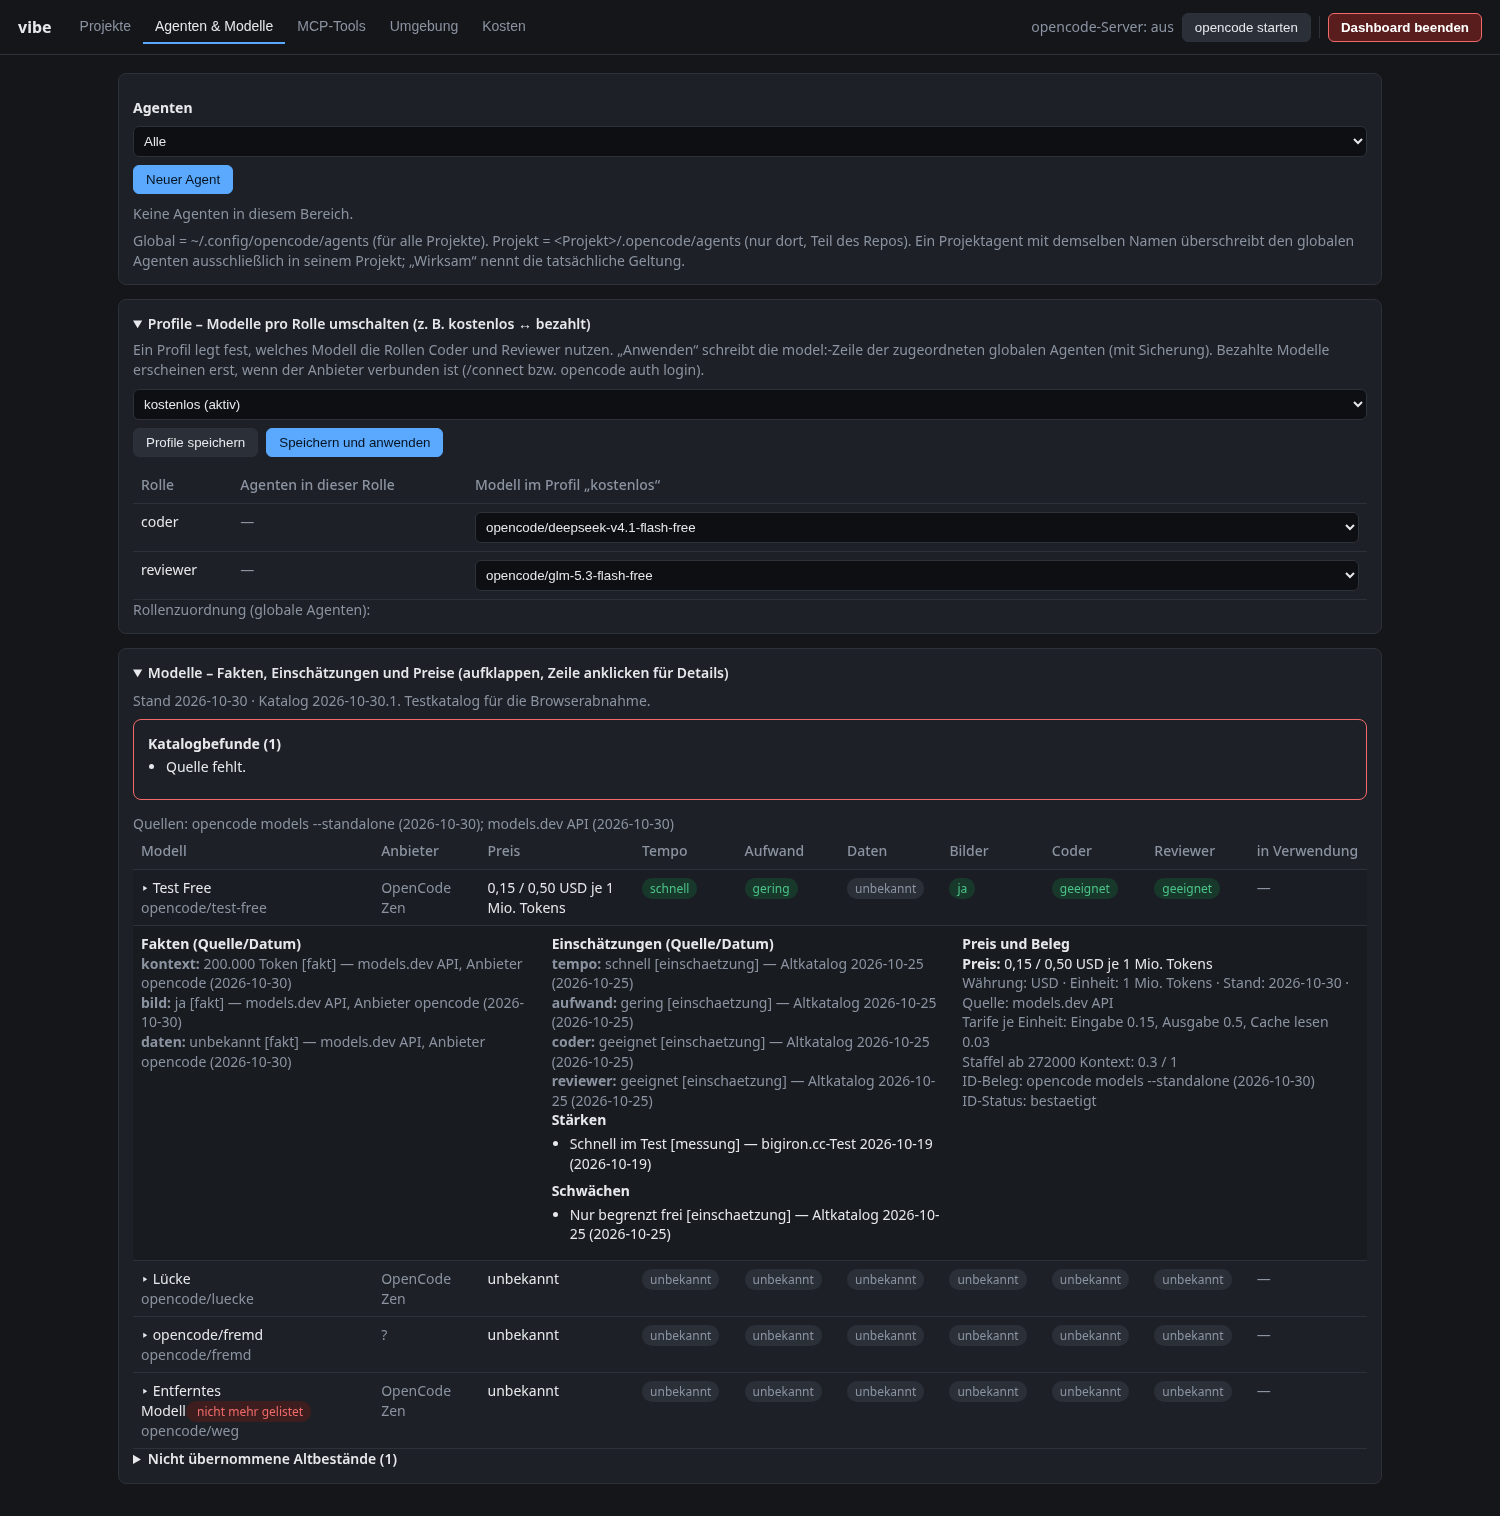 vibe Projekte Agenten & Modelle MCP-Tools Umgebung Kosten opencode-Server: aus opencode starten Dashboard beenden
Agenten
Alle
Neuer Agent
Keine Agenten in diesem Bereich.
Global = ~/.config/opencode/agents (für alle Projekte). Projekt = <Projekt>/.opencode/agents (nur dort, Teil des Repos). Ein Projektagent mit demselben Namen überschreibt den globalen
Agenten ausschließlich in seinem Projekt; „Wirksam“ nennt die tatsächliche Geltung.
▼ Profile – Modelle pro Rolle umschalten (z. B. kostenlos ↔ bezahlt)
Ein Profil legt fest, welches Modell die Rollen Coder und Reviewer nutzen. „Anwenden“ schreibt die model:-Zeile der zugeordneten globalen Agenten (mit Sicherung). Bezahlte Modelle
erscheinen erst, wenn der Anbieter verbunden ist (/connect bzw. opencode auth login).
kostenlos (aktiv)
Profile speichern Speichern und anwenden
Rolle Agenten in dieser Rolle Modell im Profil „kostenlos“
coder — opencode/deepseek-v4.1-flash-free
reviewer — opencode/glm-5.3-flash-free
Rollenzuordnung (globale Agenten):
▼ Modelle – Fakten, Einschätzungen und Preise (aufklappen, Zeile anklicken für Details)
Stand 2026-10-30 · Katalog 2026-10-30.1. Testkatalog für die Browserabnahme.
Katalogbefunde (1)
• Quelle fehlt.
Quellen: opencode models --standalone (2026-10-30); models.dev API (2026-10-30)
Modell Anbieter Preis Tempo Aufwand Daten Bilder Coder Reviewer in Verwendung
‣ Test Free OpenCode 0,15 / 0,50 USD je 1 schnell gering unbekannt ja geeignet geeignet —
opencode/test-free Zen Mio. Tokens
Fakten (Quelle/Datum)
kontext: 200.000 Token [fakt] — models.dev API, Anbieter
opencode (2026-10-30)
bild: ja [fakt] — models.dev API, Anbieter opencode (2026-
10-30)
daten: unbekannt [fakt] — models.dev API, Anbieter
opencode (2026-10-30)
Einschätzungen (Quelle/Datum)
tempo: schnell [einschaetzung] — Altkatalog 2026-10-25
(2026-10-25)
aufwand: gering [einschaetzung] — Altkatalog 2026-10-25
(2026-10-25)
coder: geeignet [einschaetzung] — Altkatalog 2026-10-25
(2026-10-25)
reviewer: geeignet [einschaetzung] — Altkatalog 2026-10-
25 (2026-10-25)
Stärken
• Schnell im Test [messung] — bigiron.cc-Test 2026-10-19
(2026-10-19)
Schwächen
• Nur begrenzt frei [einschaetzung] — Altkatalog 2026-10-
25 (2026-10-25)
Preis und Beleg
Preis: 0,15 / 0,50 USD je 1 Mio. Tokens
Währung: USD · Einheit: 1 Mio. Tokens · Stand: 2026-10-30 ·
Quelle: models.dev API
Tarife je Einheit: Eingabe 0.15, Ausgabe 0.5, Cache lesen
0.03
Staffel ab 272000 Kontext: 0.3 / 1
ID-Beleg: opencode models --standalone (2026-10-30)
ID-Status: bestaetigt
‣ Lücke OpenCode unbekannt unbekannt unbekannt unbekannt unbekannt unbekannt unbekannt —
opencode/luecke Zen
‣ opencode/fremd ? unbekannt unbekannt unbekannt unbekannt unbekannt unbekannt unbekannt —
opencode/fremd
‣ Entferntes OpenCode unbekannt unbekannt unbekannt unbekannt unbekannt unbekannt unbekannt —
Modell nicht mehr gelistet Zen
opencode/weg
▶ Nicht übernommene Altbestände (1)